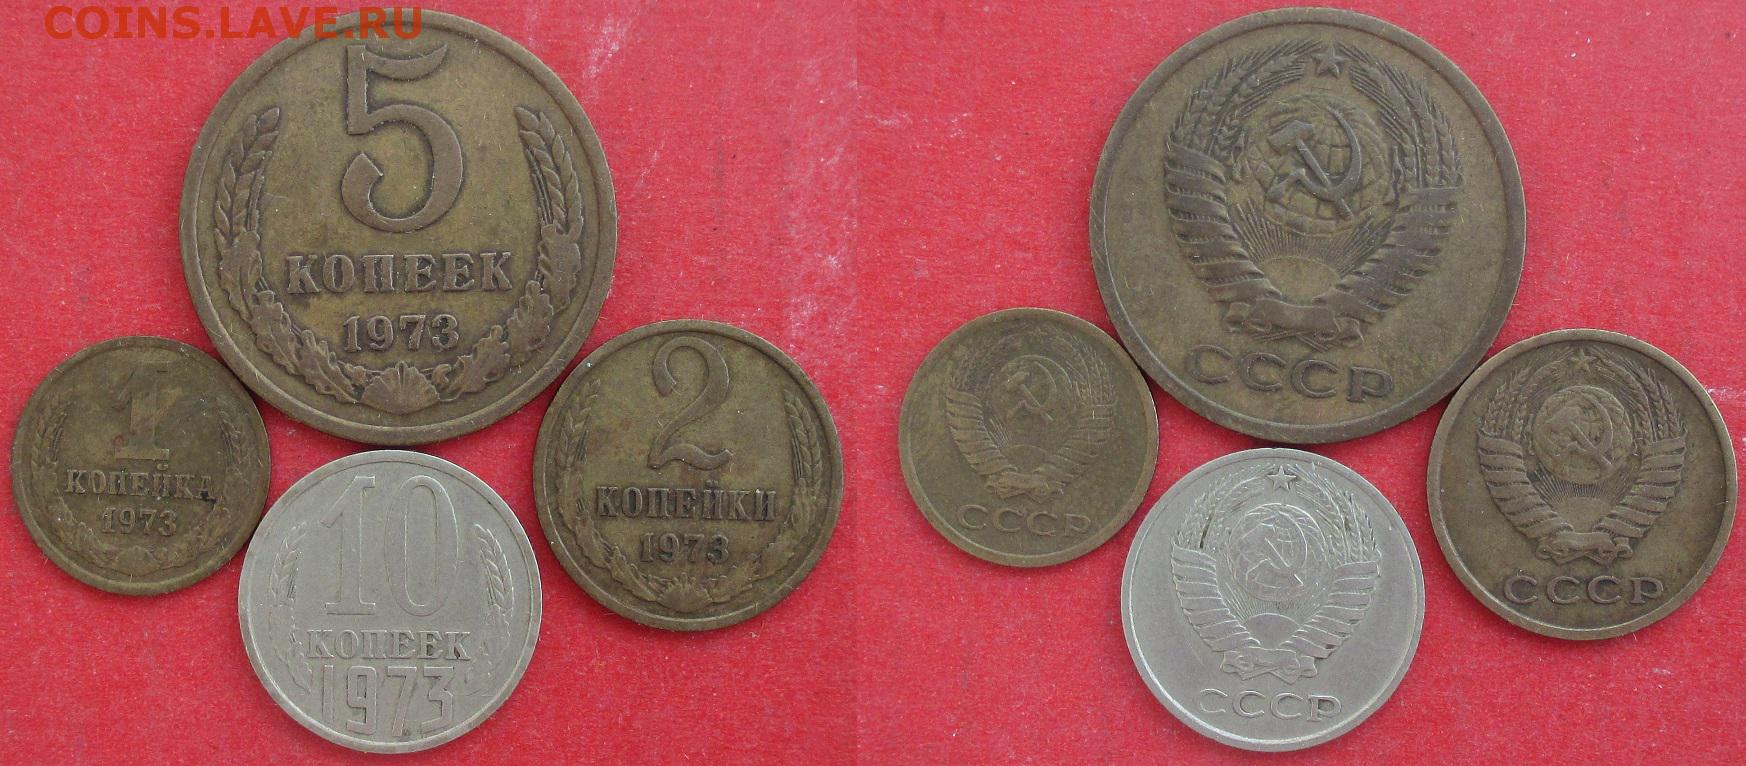 COINS.LAVE.RU
5
КОПЕЕК
1973
1
КОПЕЙКА
1973
2
КОПЕЙКИ
1973
10
КОПЕЕК
1973
СССР
СССР
СССР
СССР